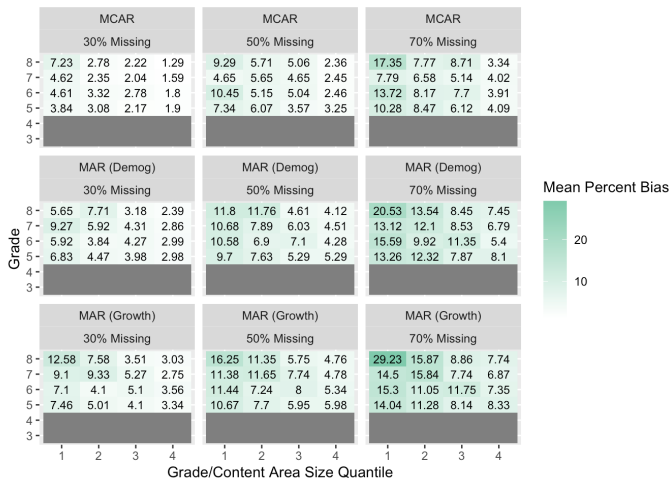 MCAR MCAR MCAR
30% Missing 50% Missing 70% Missing
8 7.23 2.78 2.22 1.29 9.29 5.71 5.06 2.36 17.35 7.77 8.71 3.34
7 4.62 2.35 2.04 1.59 4.65 5.65 4.65 2.45 7.79 6.58 5.14 4.02
6 4.61 3.32 2.78 1.8 10.45 5.15 5.04 2.46 13.72 8.17 7.7 3.91
5 3.84 3.08 2.17 1.9 7.34 6.07 3.57 3.25 10.28 8.47 6.12 4.09
4
3
MAR (Demog) MAR (Demog) MAR (Demog)
30% Missing 50% Missing 70% Missing
8 5.65 7.71 3.18 2.39 11.8 11.76 4.61 4.12 20.53 13.54 8.45 7.45
7 9.27 5.92 4.31 2.86 10.68 7.89 6.03 4.51 13.12 12.1 8.53 6.79
6 5.92 3.84 4.27 2.99 10.58 6.9 7.1 4.28 15.59 9.92 11.35 5.4
5 6.83 4.47 3.98 2.98 9.7 7.63 5.29 5.29 13.26 12.32 7.87 8.1
4
3
MAR (Growth) MAR (Growth) MAR (Growth)
30% Missing 50% Missing 70% Missing
8 12.58 7.58 3.51 3.03 16.25 11.35 5.75 4.76 29.23 15.87 8.86 7.74
7 9.1 9.33 5.27 2.75 11.38 11.65 7.74 4.78 14.5 15.84 7.74 6.87
6 7.1 4.1 5.1 3.56 11.44 7.24 8 5.34 15.3 11.05 11.75 7.35
5 7.46 5.01 4.1 3.34 10.67 7.7 5.95 5.98 14.04 11.28 8.14 8.33
4
3
1 2 3 4 1 2 3 4 1 2 3 4
Grade/Content Area Size Quantile
Grade
Mean Percent Bias
20
10